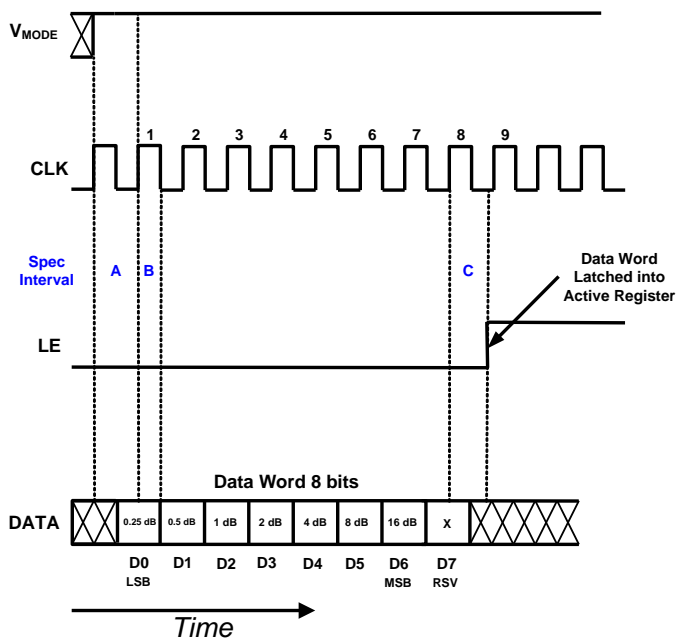 VMODE
1 2 3 4 5 6 7 8 9
CLK
Spec
Interval
A B C
Data Word
Latched into
Active Register
LE
Data Word 8 bits
DATA
0.25 dB 0.5 dB 1 dB 2 dB 4 dB 8 dB 16 dB X
D0 D1 D2 D3 D4 D5 D6 D7
LSB MSB RSV
Time